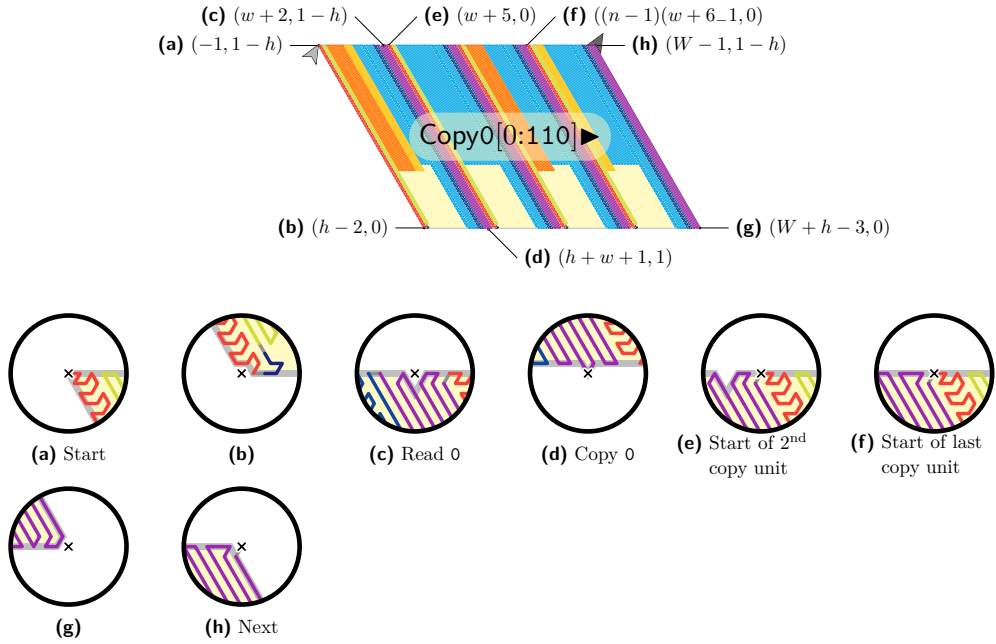 (c) (w + 2, 1 − h) (e) (w + 5, 0) (f) ((n − 1)(w + 6_1, 0)
(a) (−1, 1 − h) (h) (W − 1, 1 − h)
Copy0[0:110]▶
(b) (h − 2, 0) (g) (W + h − 3, 0)
(d) (h + w + 1, 1)
(a) Start (b) (c) Read 0 (d) Copy 0 (e) Start of 2nd copy unit (f) Start of last copy unit
(g) (h) Next